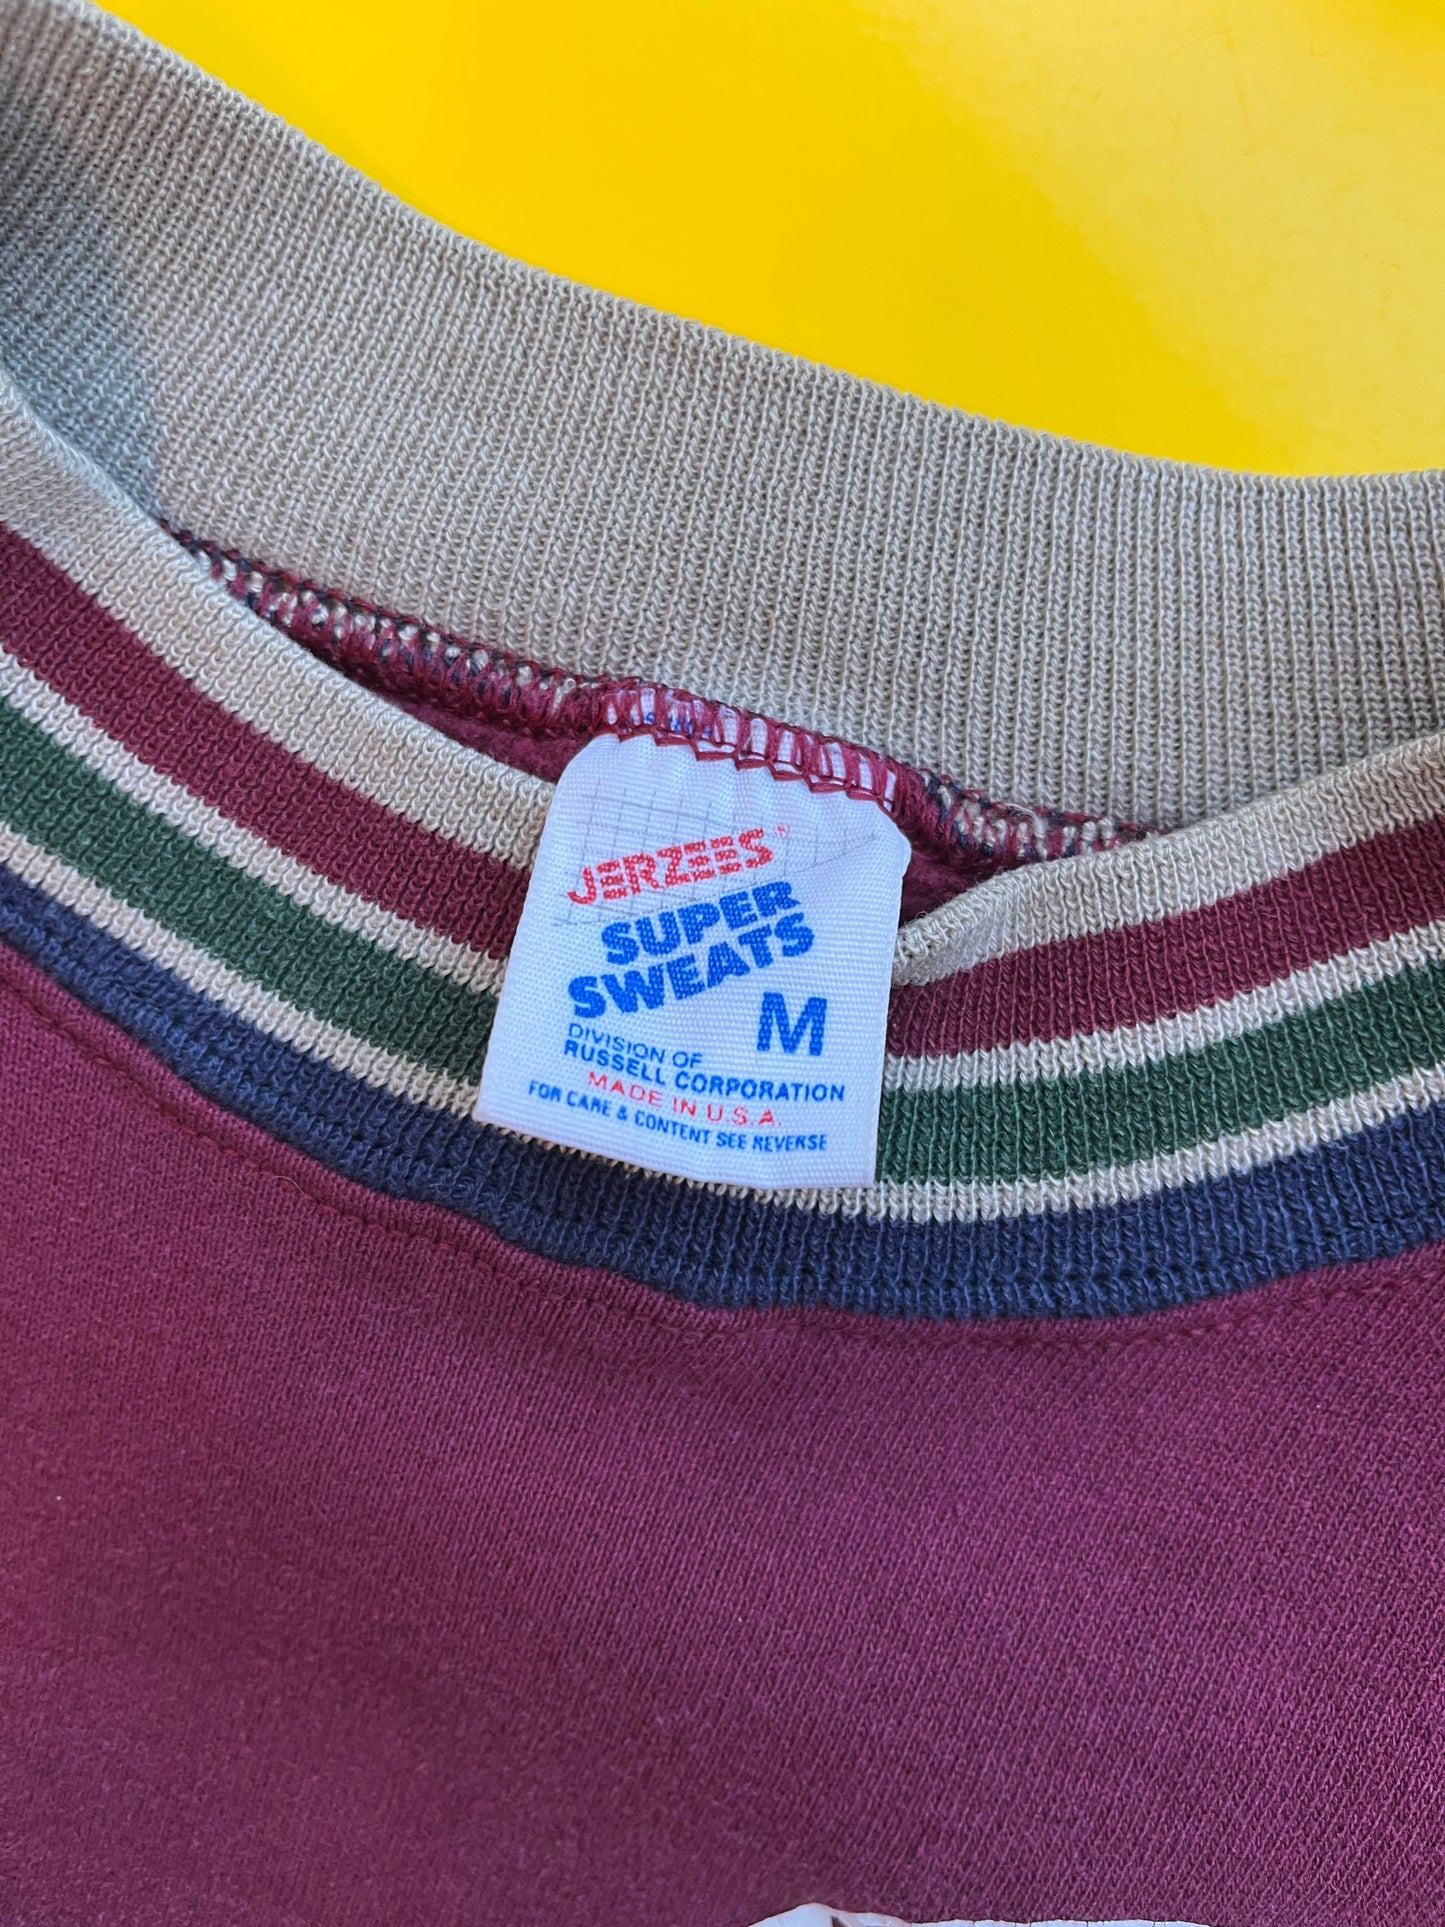 JERZEES®
SUPER
SWEATS
M
DIVISION OF
RUSSELL CORPORATION
MADE IN U.S.A.
FOR CARE & CONTENT SEE REVERSE